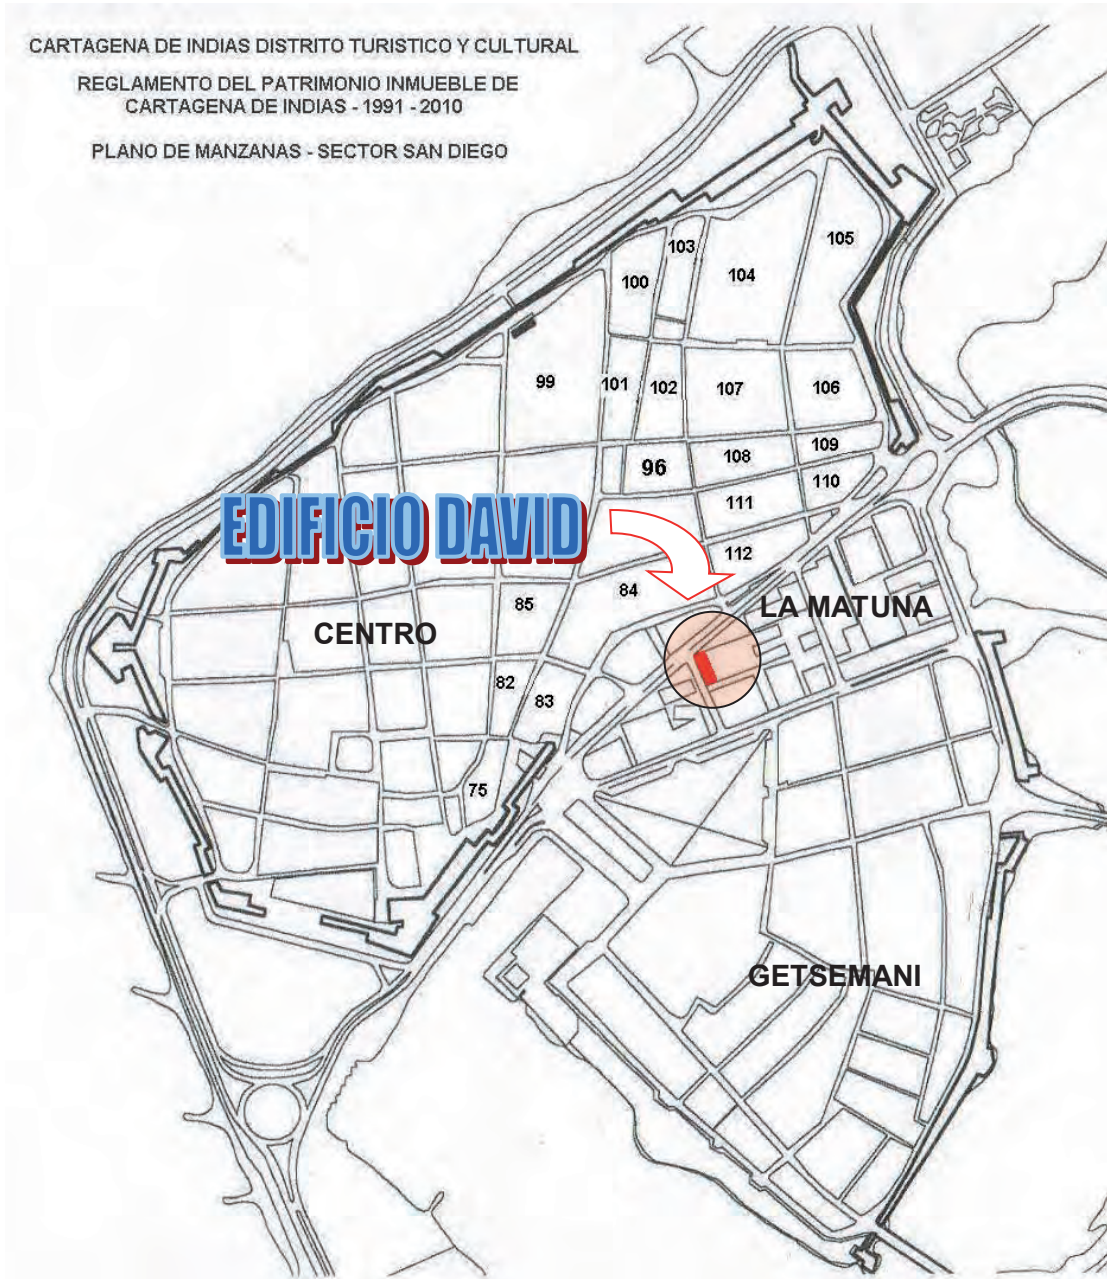 CARTAGENA DE INDIAS DISTRITO TURISTICO Y CULTURAL
REGLAMENTO DEL PATRIMONIO INMUEBLE DE
CARTAGENA DE INDIAS - 1991 - 2010
PLANO DE MANZANAS - SECTOR SAN DIEGO
105
103
104
100
99
101
102
107
106
109
108
96
110
111
EDIFICIO DAVID
112
84
85
LA MATUNA
CENTRO
82
83
75
GETSEMANI